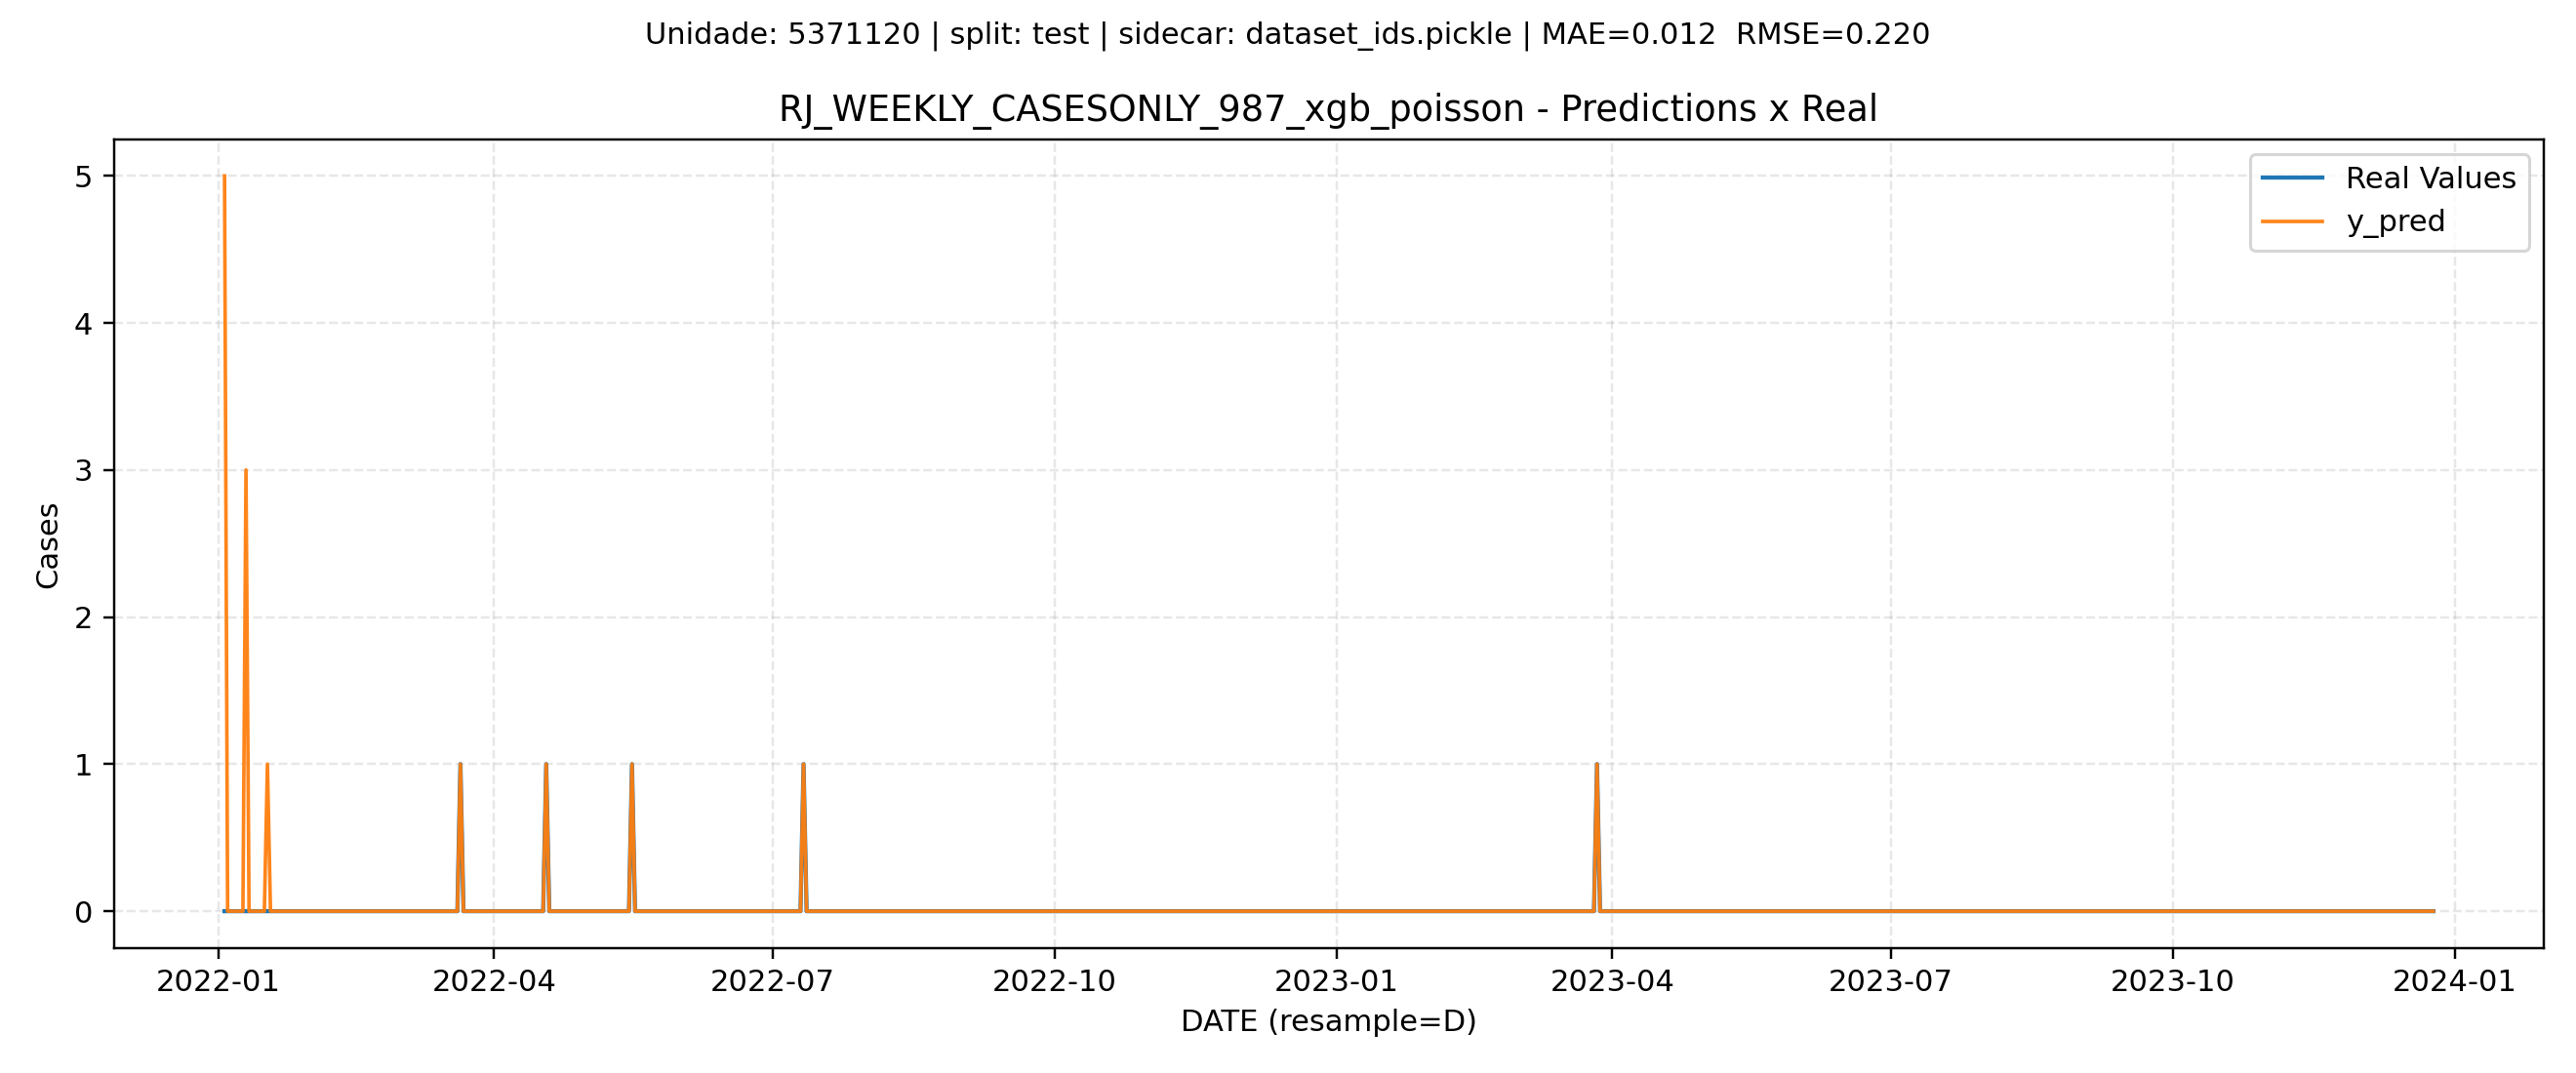 Unidade: 5371120 | split: test | sidecar: dataset_ids.pickle | MAE=0.012  RMSE=0.220
RJ_WEEKLY_CASESONLY_987_xgb_poisson - Predictions x Real
Real Values
y_pred
5
4
3
2
1
0
Cases
2022-01
2022-04
2022-07
2022-10
2023-01
2023-04
2023-07
2023-10
2024-01
DATE (resample=D)